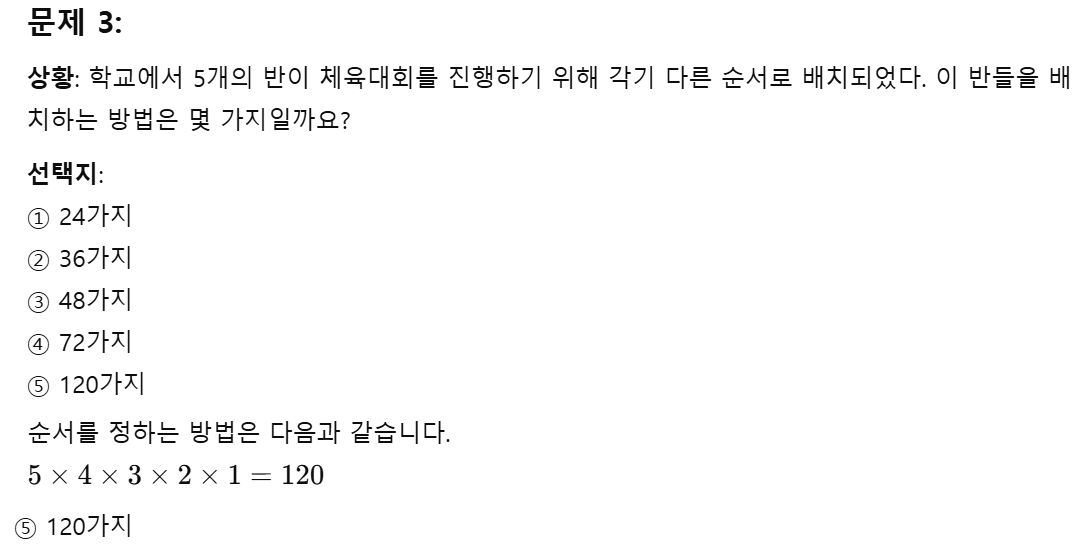 문제 3:
상황: 학교에서 5개의 반이 체육대회를 진행하기 위해 각기 다른 순서로 배치되었다. 이 반들을 배
치하는 방법은 몇 가지일까요?
선택지:
① 24가지
② 36가지
③ 48가지
④ 72가지
⑤ 120가지
순서를 정하는 방법은 다음과 같습니다.
5 × 4 × 3 × 2 × 1 = 120
⑤ 120가지